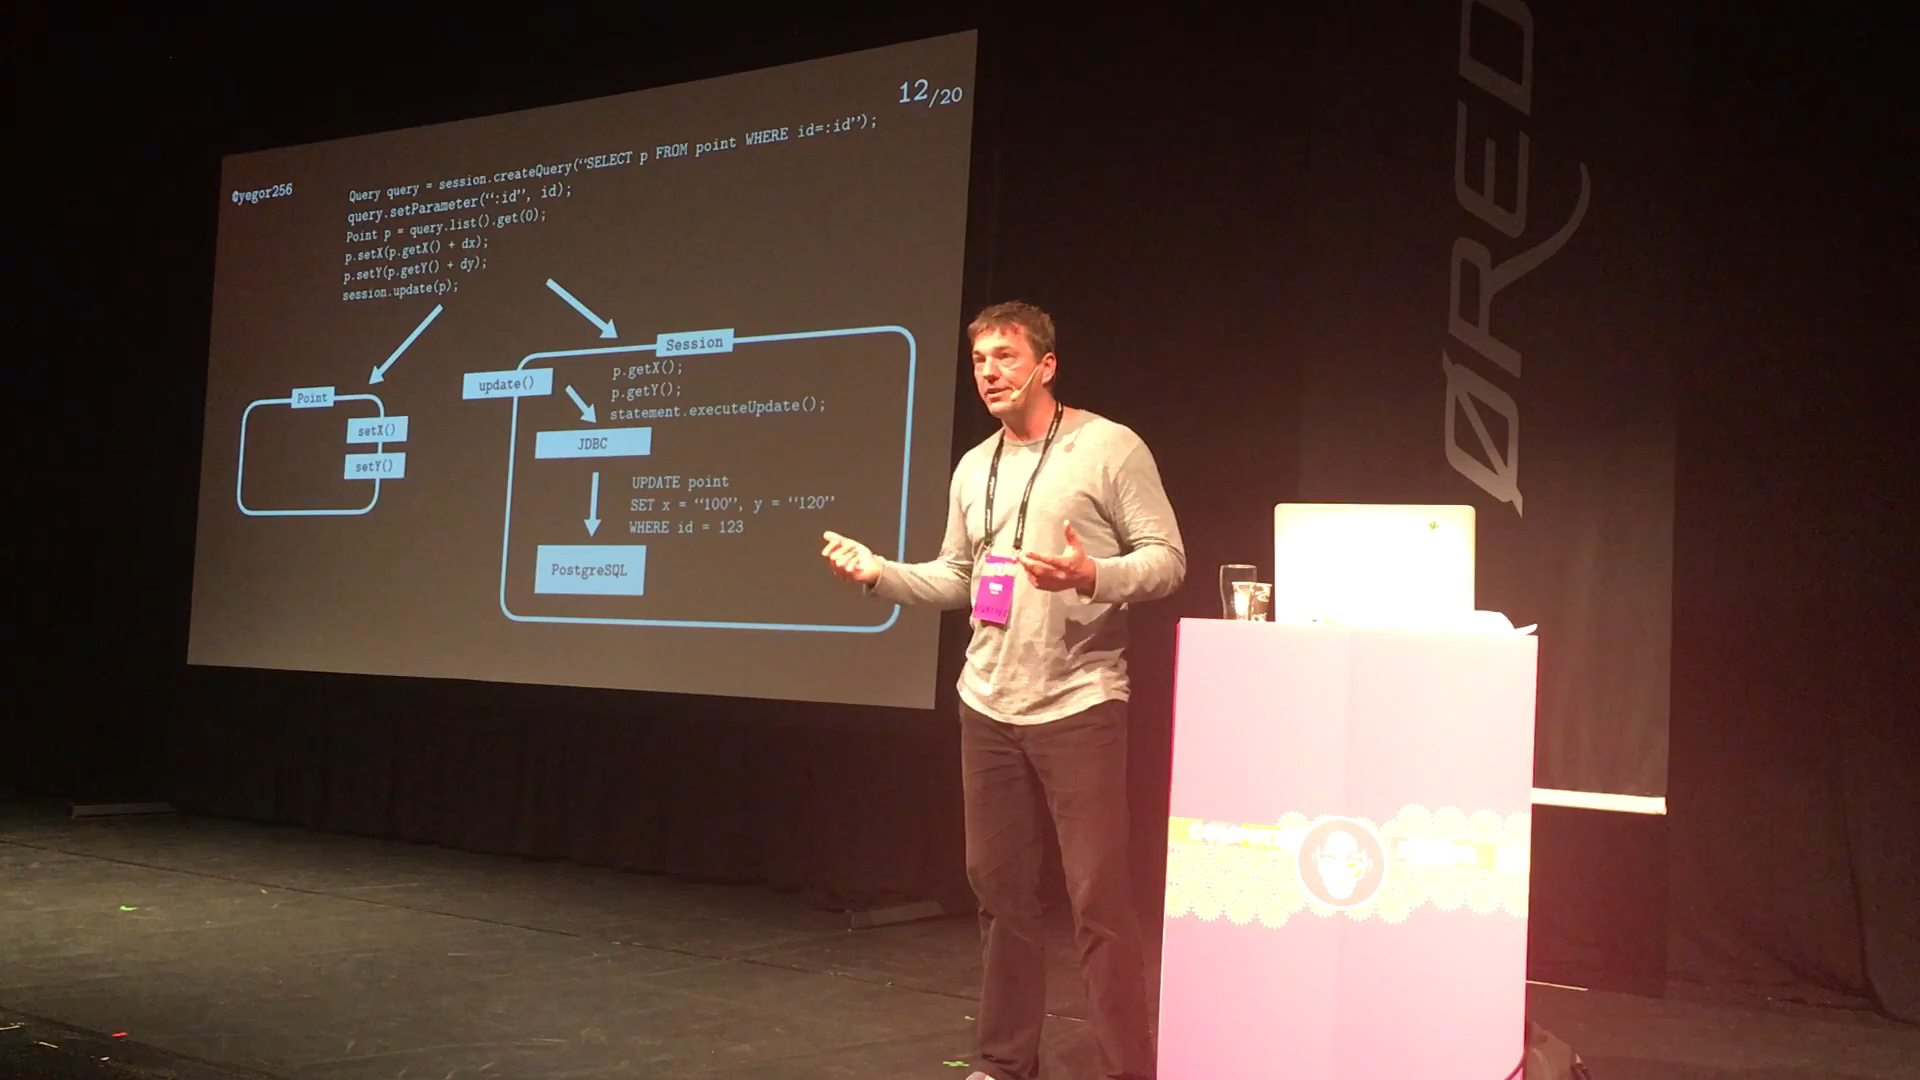 12/20
@yegor256
Query query = session.createQuery(“SELECT p FROM point WHERE id=:id”);
query.setParameter(“:id”, id);
Point p = query.list().get(0);
p.setX(p.getX() + dx);
p.setY(p.getY() + dy);
session.update(p);
Point
setX()
setY()
Session
update()
p.getX();
p.getY();
statement.executeUpdate();
JDBC
UPDATE point
SET x = “100”, y = “120”
WHERE id = 123
PostgreSQL
ØRED